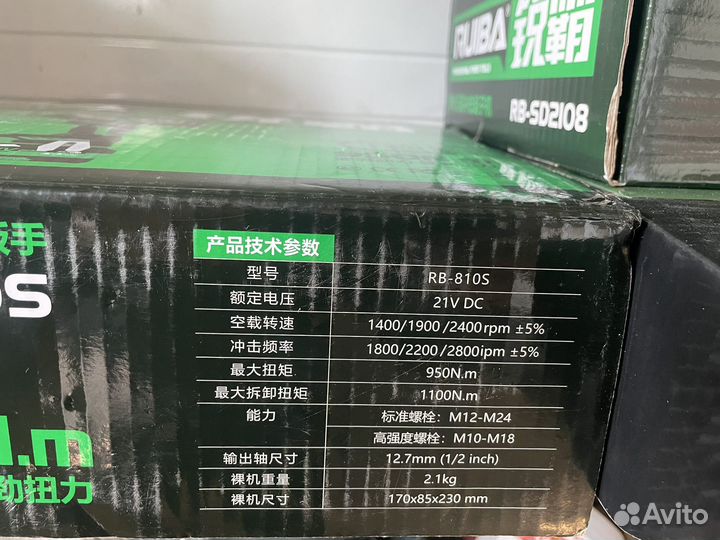 RUIBA 锐霸
RB-SD2108
扳手
0S
产品技术参数
型号 RB-810S
额定电压 21V DC
空载转速 1400/1900/2400rpm ±5%
冲击频率 1800/2200/2800ipm ±5%
最大扭矩 950N.m
最大拆卸扭矩 1100N.m
能力 标准螺栓：M12-M24
高强度螺栓：M10-M18
输出轴尺寸 12.7mm (1/2 inch)
裸机重量 2.1kg
裸机尺寸 170x85x230 mm
N.m
劲扭力
Avito